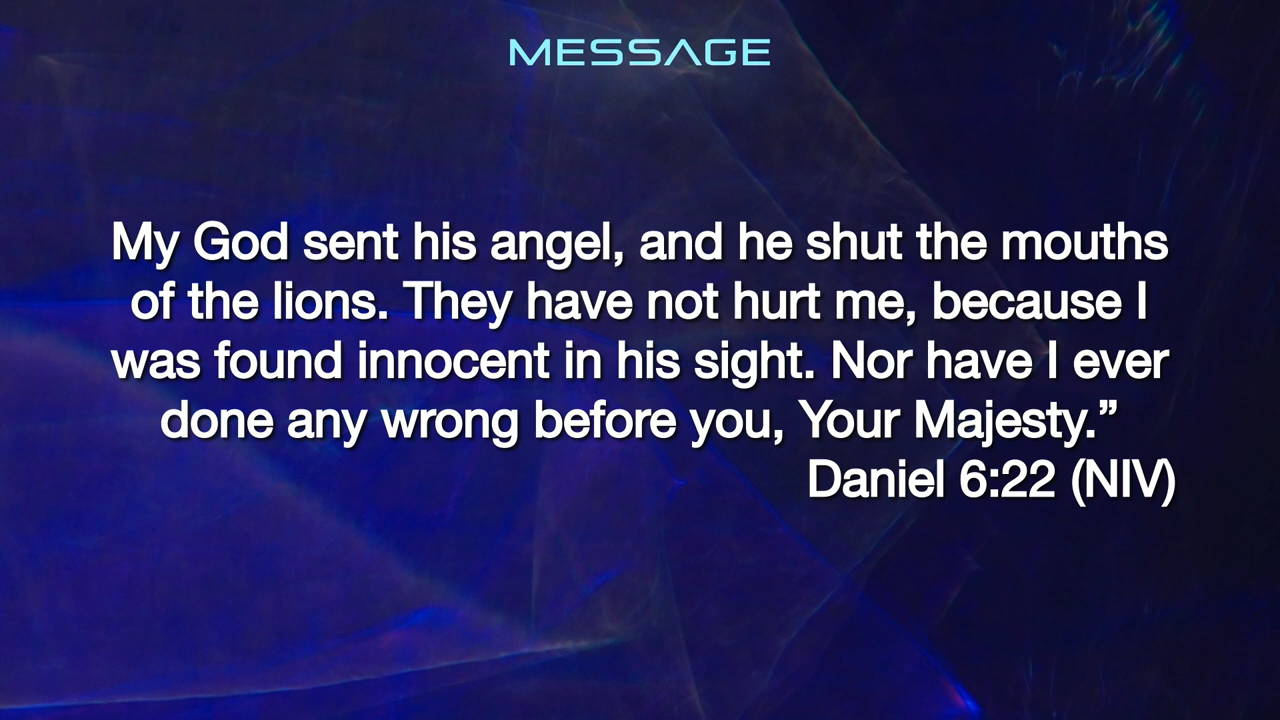 MESSAGE
My God sent his angel, and he shut the mouths
of the lions. They have not hurt me, because I
was found innocent in his sight. Nor have I ever
done any wrong before you, Your Majesty.”
Daniel 6:22 (NIV)